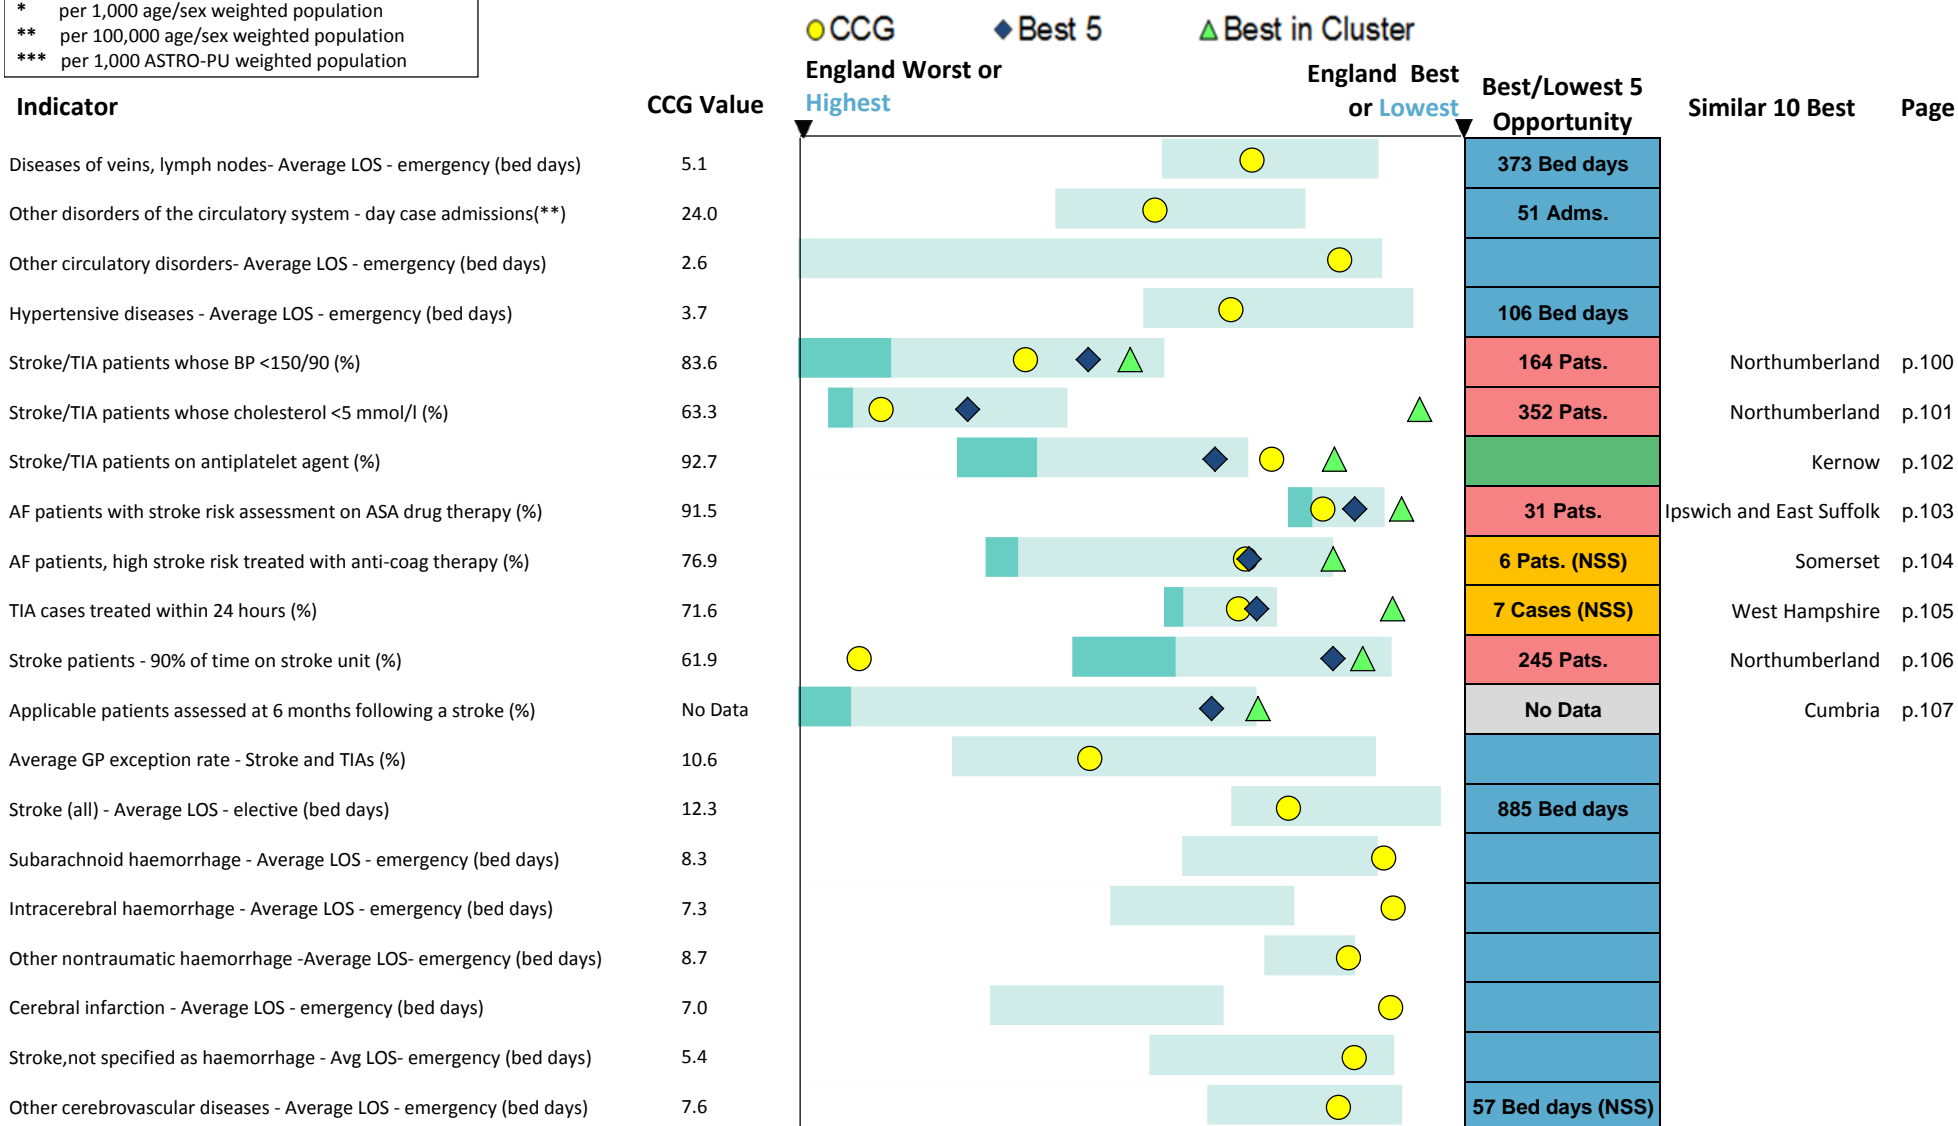 * per 1,000 age/sex weighted population
** per 100,000 age/sex weighted population
*** per 1,000 ASTRO-PU weighted population
CCG Best 5 Best in Cluster
England Worst or Highest
England Best or Lowest
Indicator CCG Value Best/Lowest 5 Opportunity Similar 10 Best Page
Diseases of veins, lymph nodes- Average LOS - emergency (bed days) 5.1 373 Bed days
Other disorders of the circulatory system - day case admissions(**) 24.0 51 Adms.
Other circulatory disorders- Average LOS - emergency (bed days) 2.6
Hypertensive diseases - Average LOS - emergency (bed days) 3.7 106 Bed days
Stroke/TIA patients whose BP <150/90 (%) 83.6 164 Pats. Northumberland p.100
Stroke/TIA patients whose cholesterol <5 mmol/l (%) 63.3 352 Pats. Northumberland p.101
Stroke/TIA patients on antiplatelet agent (%) 92.7 Kernow p.102
AF patients with stroke risk assessment on ASA drug therapy (%) 91.5 31 Pats. Ipswich and East Suffolk p.103
AF patients, high stroke risk treated with anti-coag therapy (%) 76.9 6 Pats. (NSS) Somerset p.104
TIA cases treated within 24 hours (%) 71.6 7 Cases (NSS) West Hampshire p.105
Stroke patients - 90% of time on stroke unit (%) 61.9 245 Pats. Northumberland p.106
Applicable patients assessed at 6 months following a stroke (%) No Data No Data Cumbria p.107
Average GP exception rate - Stroke and TIAs (%) 10.6
Stroke (all) - Average LOS - elective (bed days) 12.3 885 Bed days
Subarachnoid haemorrhage - Average LOS - emergency (bed days) 8.3
Intracerebral haemorrhage - Average LOS - emergency (bed days) 7.3
Other nontraumatic haemorrhage -Average LOS- emergency (bed days) 8.7
Cerebral infarction - Average LOS - emergency (bed days) 7.0
Stroke,not specified as haemorrhage - Avg LOS- emergency (bed days) 5.4
Other cerebrovascular diseases - Average LOS - emergency (bed days) 7.6 57 Bed days (NSS)